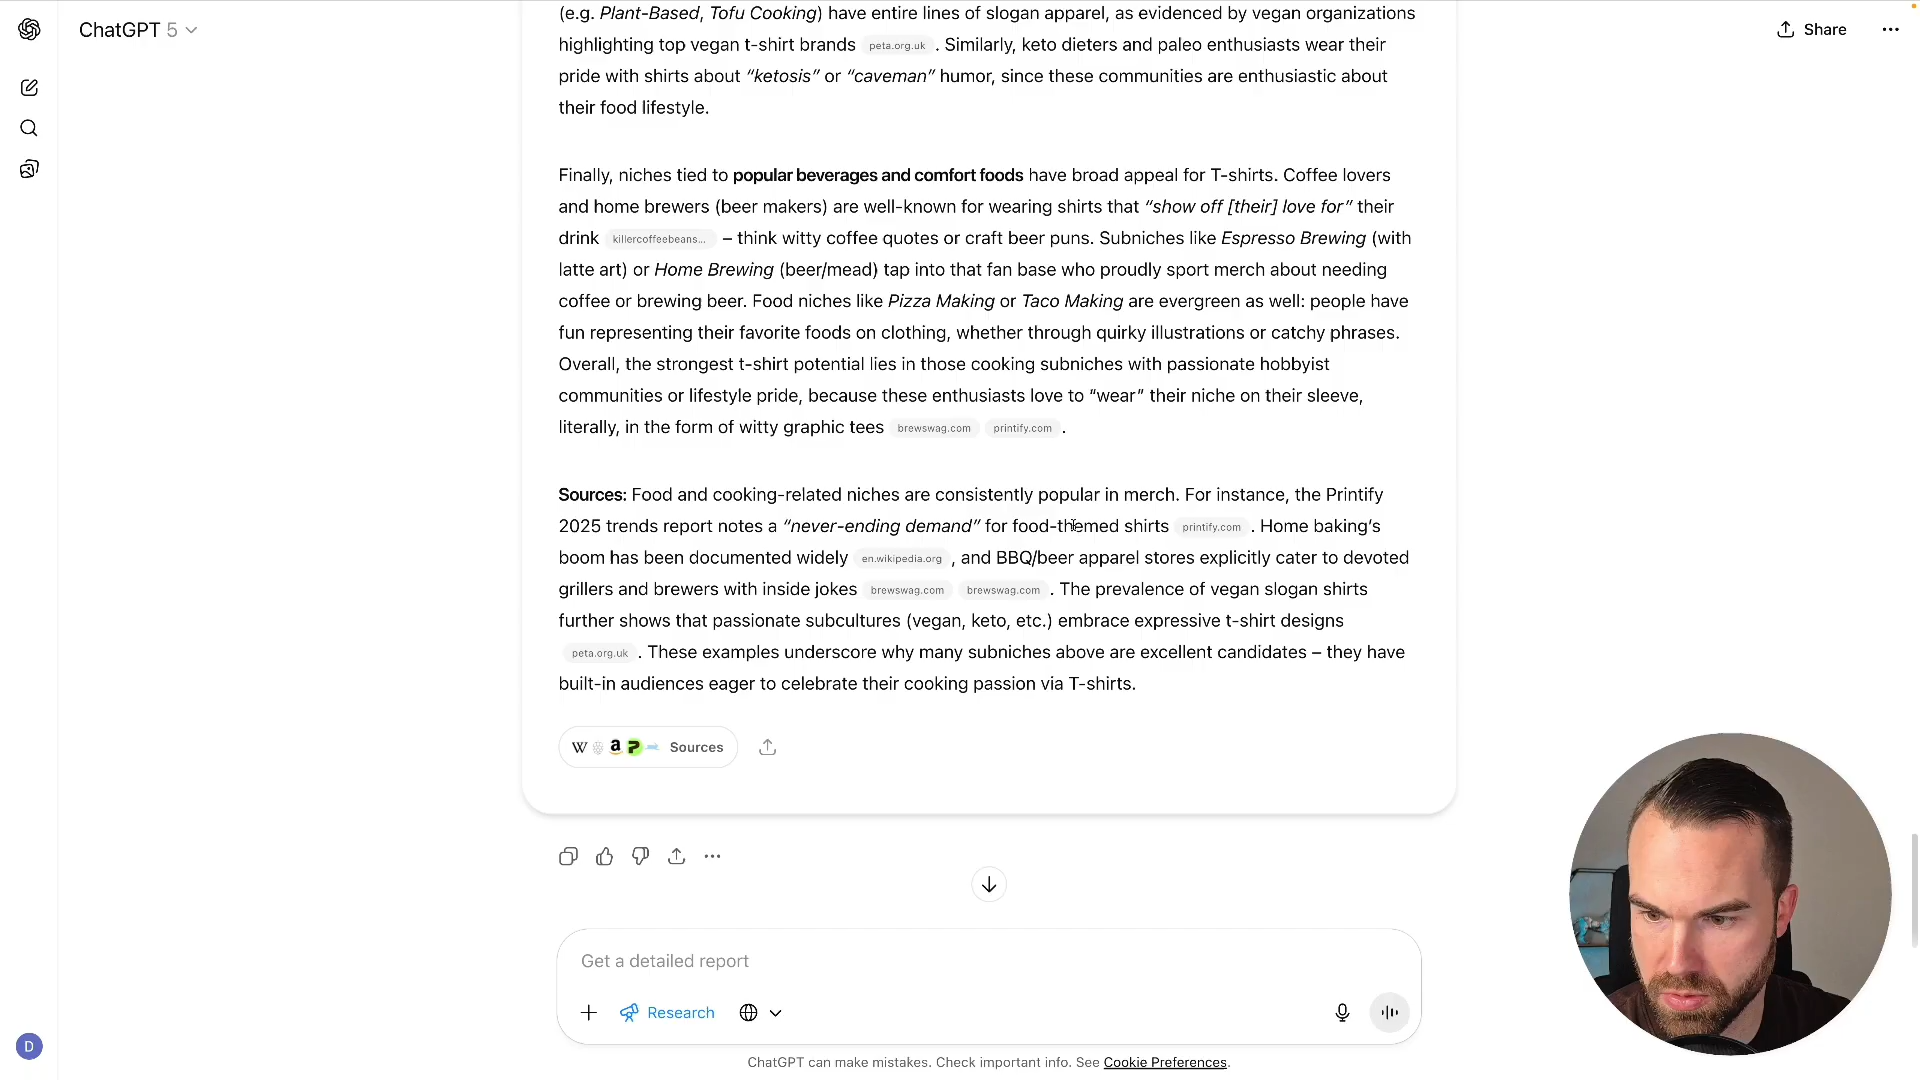 ChatGPT 5
Share
(e.g. Plant-Based, Tofu Cooking) have entire lines of slogan apparel, as evidenced by vegan organizations
highlighting top vegan t-shirt brands peta.org.uk . Similarly, keto dieters and paleo enthusiasts wear their
pride with shirts about “ketosis” or “caveman” humor, since these communities are enthusiastic about
their food lifestyle.
Finally, niches tied to popular beverages and comfort foods have broad appeal for T-shirts. Coffee lovers
and home brewers (beer makers) are well-known for wearing shirts that “show off [their] love for” their
drink killercoffeebeans... – think witty coffee quotes or craft beer puns. Subniches like Espresso Brewing (with
latte art) or Home Brewing (beer/mead) tap into that fan base who proudly sport merch about needing
coffee or brewing beer. Food niches like Pizza Making or Taco Making are evergreen as well: people have
fun representing their favorite foods on clothing, whether through quirky illustrations or catchy phrases.
Overall, the strongest t-shirt potential lies in those cooking subniches with passionate hobbyist
communities or lifestyle pride, because these enthusiasts love to “wear” their niche on their sleeve,
literally, in the form of witty graphic tees brewswag.com printify.com .
Sources: Food and cooking-related niches are consistently popular in merch. For instance, the Printify
2025 trends report notes a “never-ending demand” for food-themed shirts printify.com . Home baking’s
boom has been documented widely en.wikipedia.org , and BBQ/beer apparel stores explicitly cater to devoted
grillers and brewers with inside jokes brewswag.com brewswag.com . The prevalence of vegan slogan shirts
further shows that passionate subcultures (vegan, keto, etc.) embrace expressive t-shirt designs
peta.org.uk . These examples underscore why many subniches above are excellent candidates – they have
built-in audiences eager to celebrate their cooking passion via T-shirts.
W a Sources
Get a detailed report
Research
D
ChatGPT can make mistakes. Check important info. See Cookie Preferences.